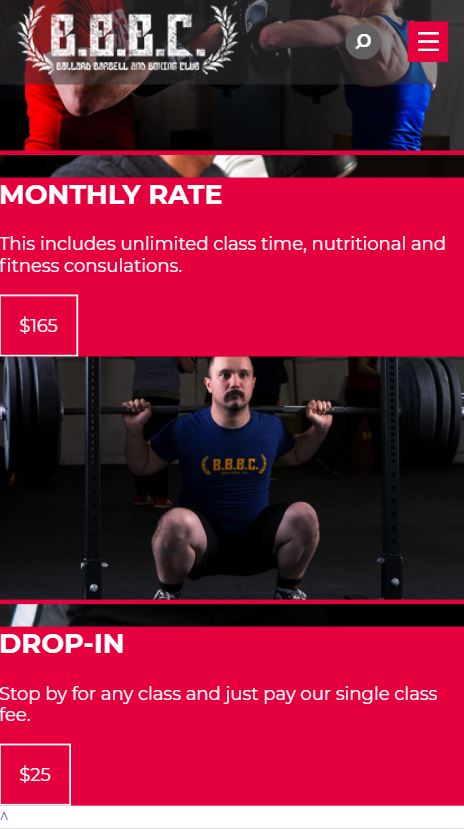 B.B.B.C.
BALLARD BARBELL AND BOXING CLUB
MONTHLY RATE
This includes unlimited class time, nutritional and
fitness consulations.
$165
B.B.B.C.
DROP-IN
Stop by for any class and just pay our single class
fee.
$25
^